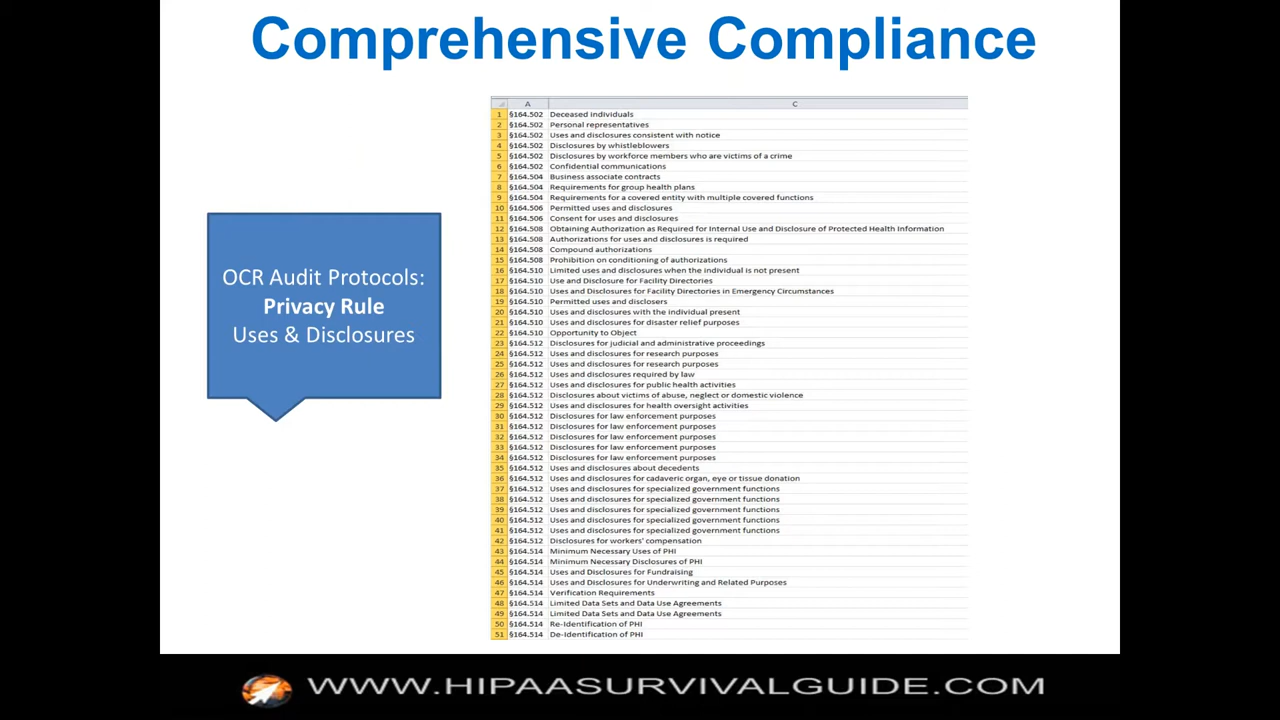 Comprehensive Compliance
OCR Audit Protocols:
Privacy Rule
Uses & Disclosures
A C
1 §164.502 Deceased individuals
2 §164.502 Personal representatives
3 §164.502 Uses and disclosures consistent with notice
4 §164.502 Disclosures by whistleblowers
5 §164.502 Disclosures by workforce members who are victims of a crime
6 §164.502 Confidential communications
7 §164.504 Business associate contracts
8 §164.504 Requirements for group health plans
9 §164.504 Requirements for a covered entity with multiple covered functions
10 §164.506 Permitted uses and disclosures
11 §164.506 Consent for uses and disclosures
12 §164.508 Obtaining Authorization as Required for Internal Use and Disclosure of Protected Health Information
13 §164.508 Authorizations for uses and disclosures is required
14 §164.508 Compound authorizations
15 §164.508 Prohibition on conditioning of authorizations
16 §164.510 Limited uses and disclosures when the individual is not present
17 §164.510 Use and Disclosure for Facility Directories
18 §164.510 Uses and Disclosures for Facility Directories in Emergency Circumstances
19 §164.510 Permitted uses and disclosers
20 §164.510 Uses and disclosures with the individual present
21 §164.510 Uses and disclosures for disaster relief purposes
22 §164.510 Opportunity to Object
23 §164.512 Disclosures for judicial and administrative proceedings
24 §164.512 Uses and disclosures for research purposes
25 §164.512 Uses and disclosures for research purposes
26 §164.512 Uses and disclosures required by law
27 §164.512 Uses and disclosures for public health activities
28 §164.512 Disclosures about victims of abuse, neglect or domestic violence
29 §164.512 Uses and disclosures for health oversight activities
30 §164.512 Disclosures for law enforcement purposes
31 §164.512 Disclosures for law enforcement purposes
32 §164.512 Disclosures for law enforcement purposes
33 §164.512 Disclosures for law enforcement purposes
34 §164.512 Disclosures for law enforcement purposes
35 §164.512 Uses and disclosures about decedents
36 §164.512 Uses and disclosures for cadaveric organ, eye or tissue donation
37 §164.512 Uses and disclosures for specialized government functions
38 §164.512 Uses and disclosures for specialized government functions
39 §164.512 Uses and disclosures for specialized government functions
40 §164.512 Uses and disclosures for specialized government functions
41 §164.512 Uses and disclosures for specialized government functions
42 §164.512 Disclosures for workers' compensation
43 §164.514 Minimum Necessary Uses of PHI
44 §164.514 Minimum Necessary Disclosures of PHI
45 §164.514 Uses and Disclosures for Fundraising
46 §164.514 Uses and Disclosures for Underwriting and Related Purposes
47 §164.514 Verification Requirements
48 §164.514 Limited Data Sets and Data Use Agreements
49 §164.514 Limited Data Sets and Data Use Agreements
50 §164.514 Re-Identification of PHI
51 §164.514 De-Identification of PHI
WWW.HIPAASURVIVALGUIDE.COM